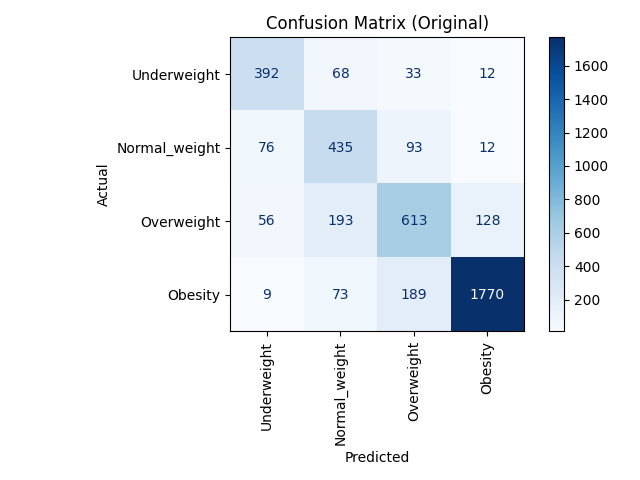 Confusion Matrix (Original)
Actual
Underweight 392 68 33 12
Normal_weight 76 435 93 12
Overweight 56 193 613 128
Obesity 9 73 189 1770
Underweight Normal_weight Overweight Obesity
Predicted
1600
1400
1200
1000
800
600
400
200